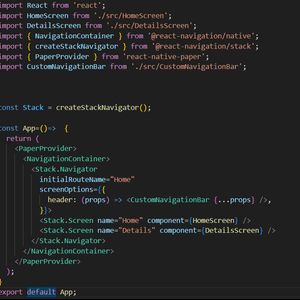 import React from 'react';
import HomeScreen from './src/HomeScreen';
import DetailsScreen from './src/DetailsScreen';
import { NavigationContainer } from '@react-navigation/native';
import { createStackNavigator } from '@react-navigation/stack';
import { PaperProvider } from 'react-native-paper';
import CustomNavigationBar from './src/CustomNavigationBar';
const Stack = createStackNavigator();
const App=()=> {
return (
<PaperProvider>
<NavigationContainer>
<Stack.Navigator
initialRouteName="Home"
screenOptions={{
header: (props) => <CustomNavigationBar {...props} />,
}}>
<Stack.Screen name="Home" component={HomeScreen} />
<Stack.Screen name="Details" component={DetailsScreen} />
</Stack.Navigator>
</NavigationContainer>
</PaperProvider>
);
}
export default App;